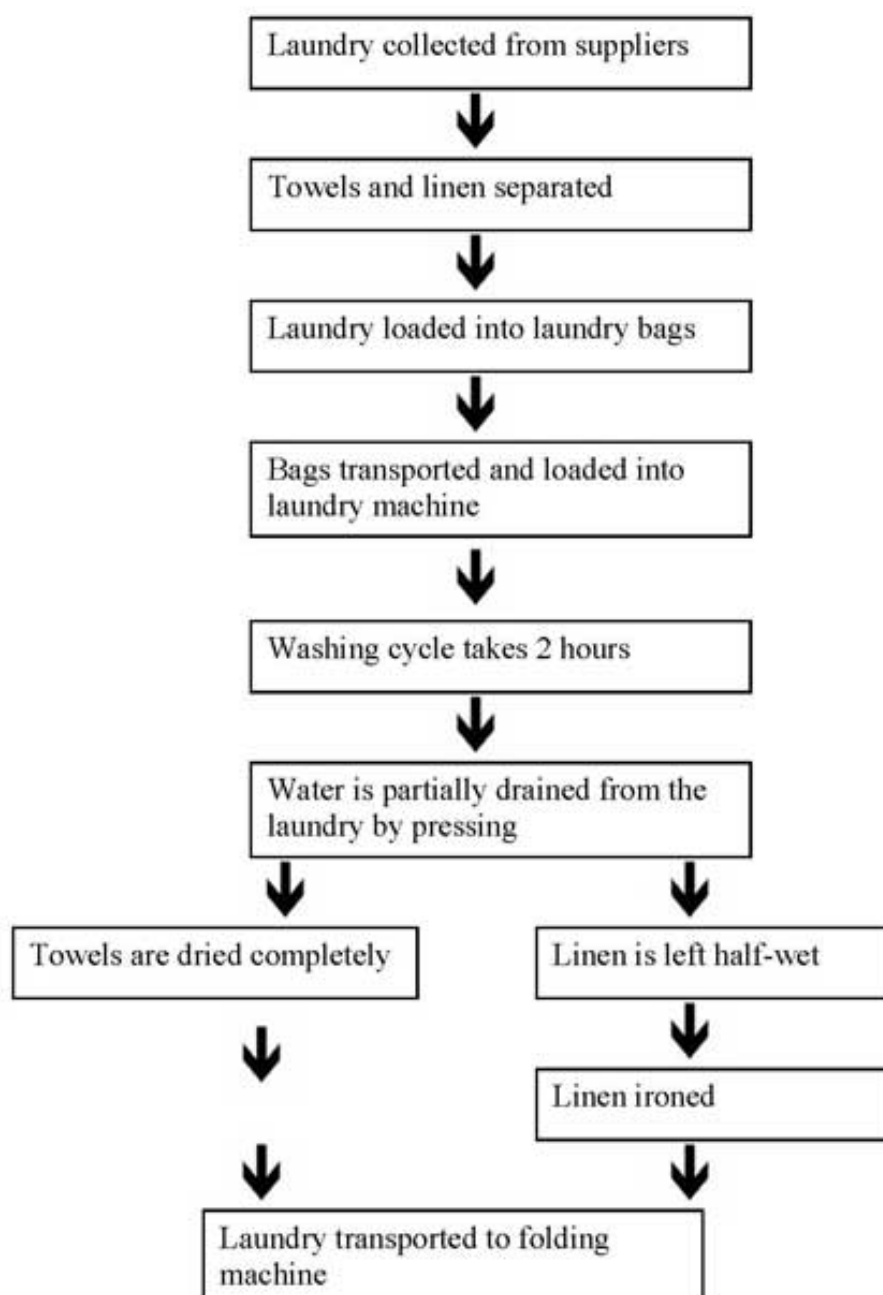 Laundry collected from suppliers
Towels and linen separated
Laundry loaded into laundry bags
Bags transported and loaded into
laundry machine
Washing cycle takes 2 hours
Water is partially drained from the
laundry by pressing
Towels are dried completely
Linen is left half-wet
Linen ironed
Laundry transported to folding
machine